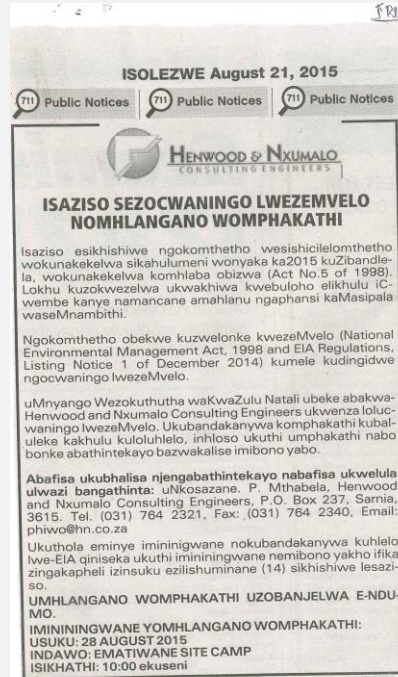 ISOLEZWE August 21, 2015
711 Public Notices 711 Public Notices 711 Public Notices
HENWOOD & NXUMALO
CONSULTING ENGINEERS
ISAZISO SEZOCWANINGO LWEZEMVELO
NOMHLANGANO WOMPHAKATHI
Isaziso esikhishiwe ngokomthetho wesishicilelomthetho
wokunakekelwa sikahulumeni wonyaka ka2015 kuZibandle-
la, wokunakekelwa komhlaba obizwa (Act No.5 of 1998).
Lokhu kuzokwezelwa ukwakhiwa kwebuloho elikhulu iC-
wembe kanye namancane amahlanu ngaphansi kaMasipala
waseMnambithi.
Ngokomthetho obekwe kuzwelonke kwezeMvelo (National
Environmental Management Act, 1998 and EIA Regulations,
Listing Notice 1 of December 2014) kumele kudingidwe
ngocwaningo lwezeMvelo.
uMnyango Wezokuthutha waKwaZulu Natali ubeke abakwa-
Henwood and Nxumalo Consulting Engineers ukwenza loluc-
waningo lwezeMvelo. Ukubandakanywa komphakathi kubal-
uleke kakhulu kuloluhlelo, inhloso ukuthi umphakathi nabo
bonke abathintekayo bazwakalise imibono yabo.
Abafisa ukubhalisa njengabathintekayo nabafisa ukwelula
ulwazi bangathinta: uNkosazane. P. Mthabela, Henwood
and Nxumalo Consulting Engineers, P.O. Box 237, Sarnia,
3615. Tel. (031) 764 2321, Fax: (031) 764 2340, Email:
phiwo@hn.co.za
Ukuthola eminye imininigwane nokubandakanywa kuhlelo
lwe-EIA qiniseka ukuthi imininingwane nemibono yakho ifika
zingakapheli izinsuku ezilishuminane (14) sikhishiwe lesazi-
so.
UMHLANGANO WOMPHAKATHI UZOBANJELWA E-NDU-
MO.
IMINININGWANE YOMHLANGANO WOMPHAKATHI:
USUKU: 28 AUGUST 2015
INDAWO: EMATIWANE SITE CAMP
ISIKHATHI: 10:00 ekuseni